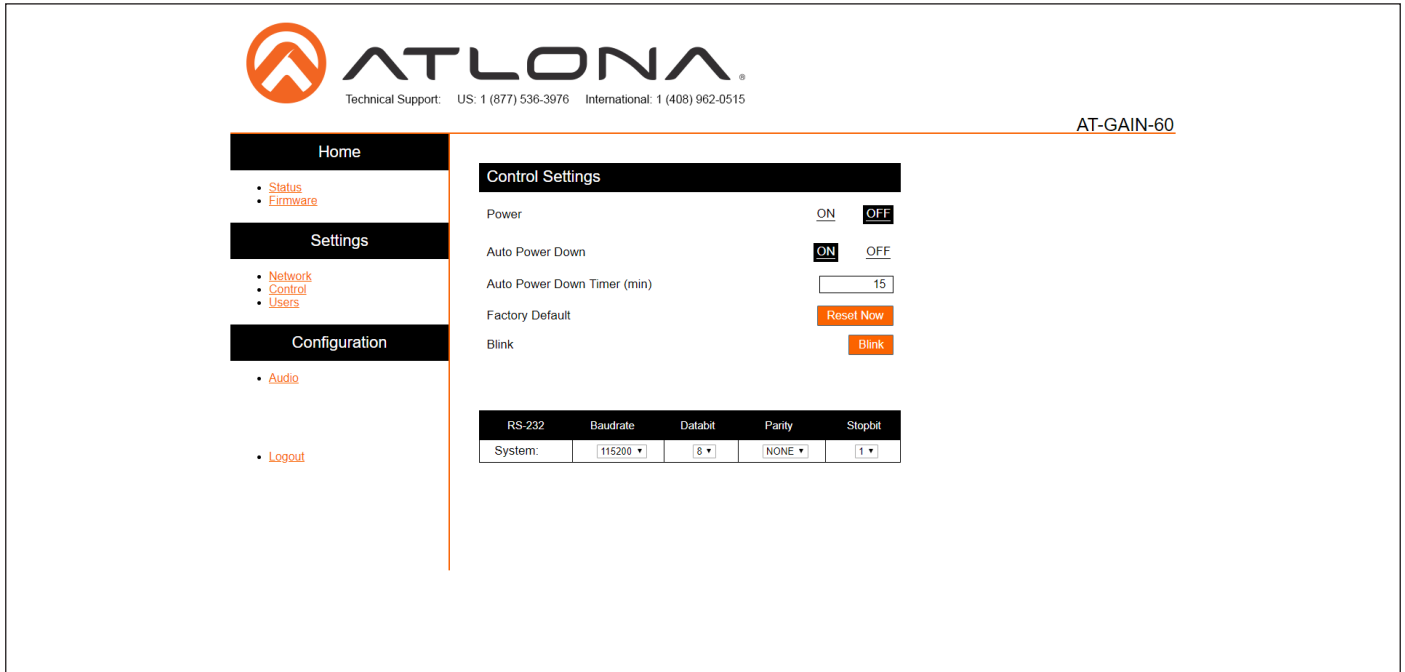 ATLONA®
Technical Support: US: 1 (877) 536-3976 International: 1 (408) 962-0515
AT-GAIN-60
Home
Status
Firmware
Settings
Network
Control
Users
Configuration
Audio
Logout
Control Settings
Power ON OFF
Auto Power Down ON OFF
Auto Power Down Timer (min) 15
Factory Default Reset Now
Blink Blink
RS-232 Baudrate Databit Parity Stopbit
System: 115200 8 NONE 1